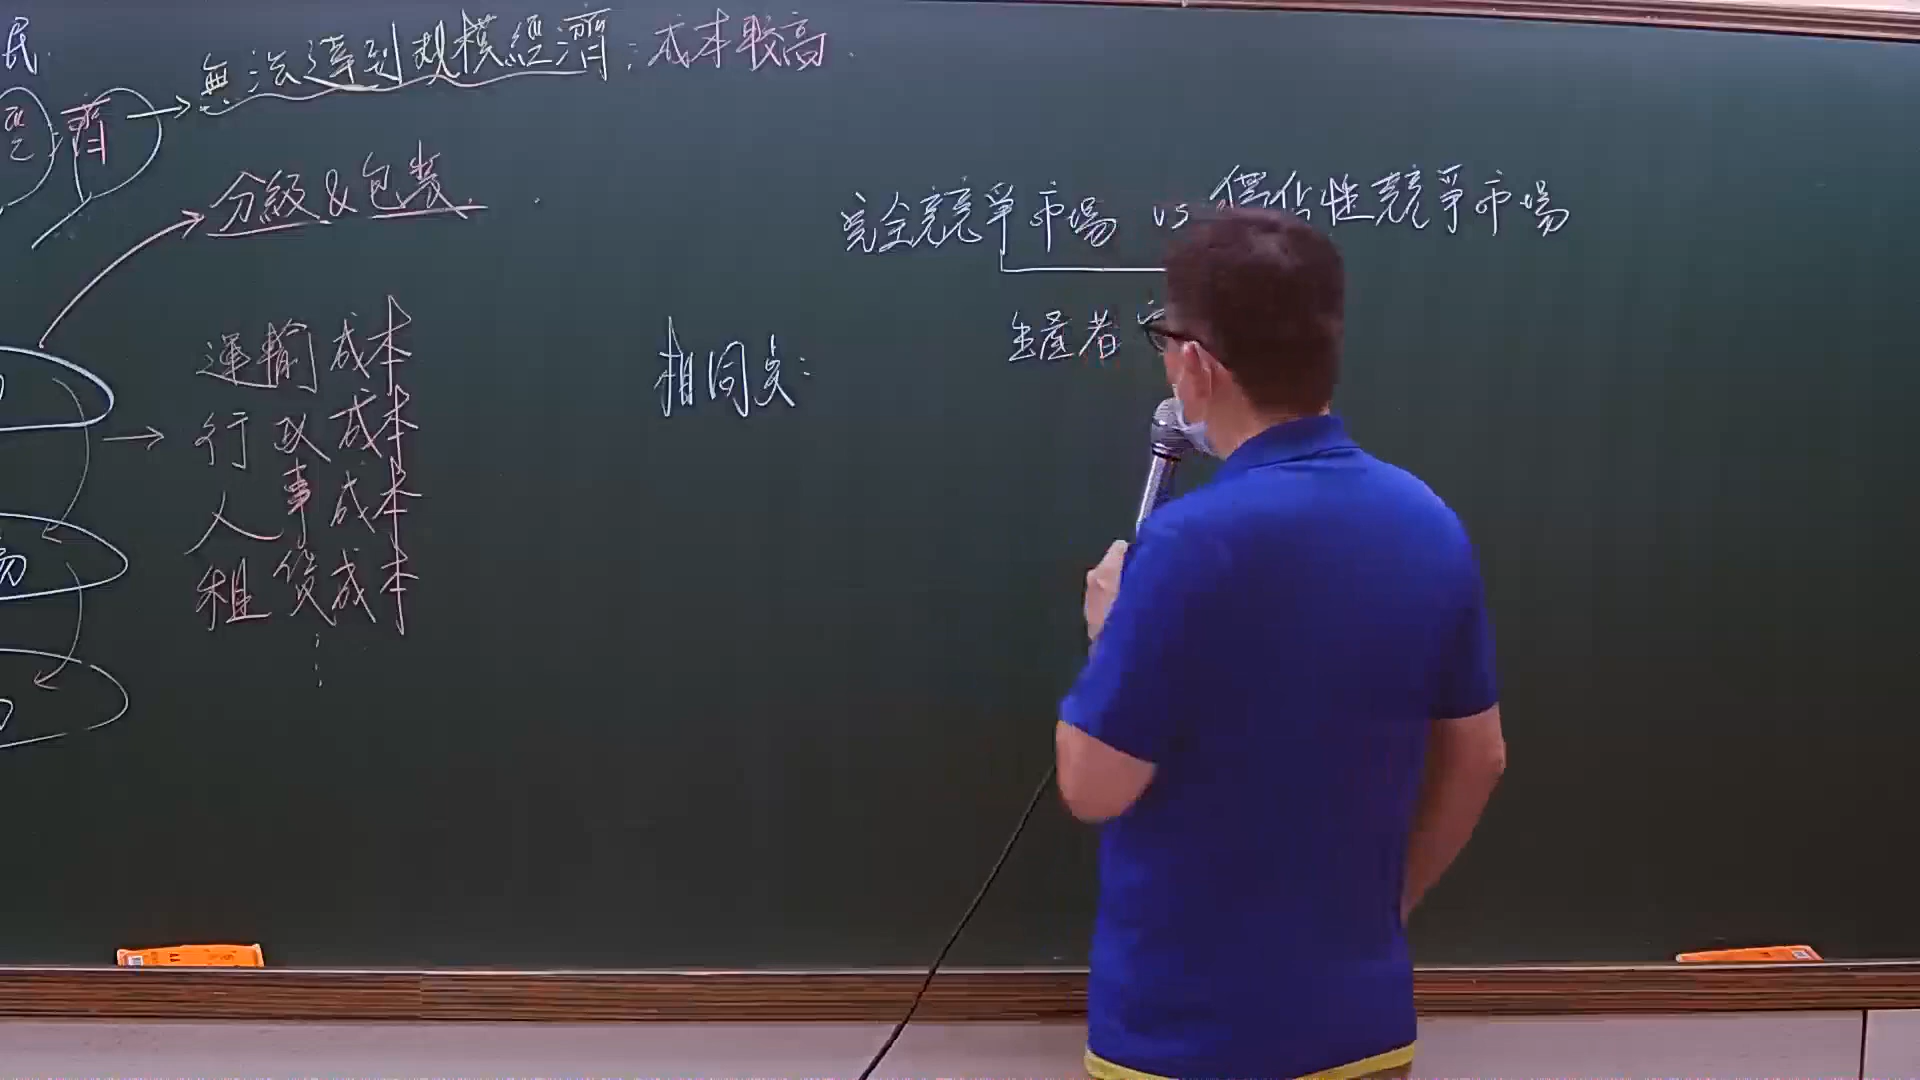 民
濟→無法達到規模經濟：成本較高.
分級&包裝.
運輸成本
行政成本
人事成本
租貸成本
⋮
完全競爭市場 vs 獨佔性競爭市場
生產者
相同点：